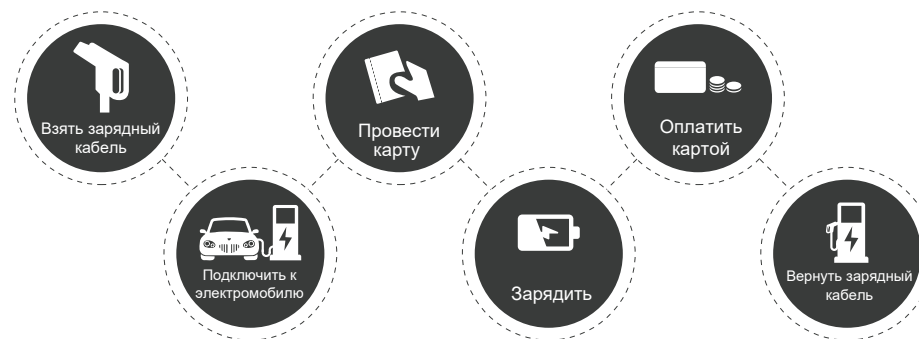 Взять зарядный
кабель
Подключить к
электромобилю
Провести
карту
Зарядить
Оплатить
картой
Вернуть зарядный
кабель